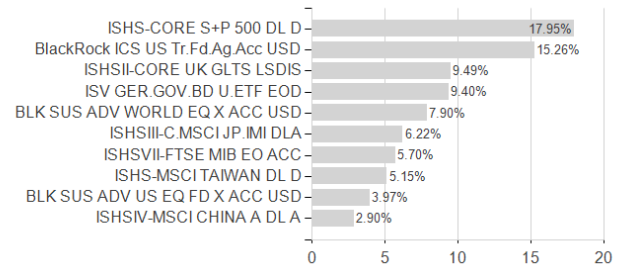 ISHS-CORE S+P 500 DL D 17.95%
BlackRock ICS US Tr.Fd.Ag.Acc USD 15.26%
ISHSII-CORE UK GLTS LSDIS 9.49%
ISV GER.GOV.BD U.ETF EOD 9.40%
BLK SUS ADV WORLD EQ X ACC USD 7.90%
ISHSIII-C.MSCI JP.IMI DLA 6.22%
ISHSVII-FTSE MIB EO ACC 5.70%
ISHS-MSCI TAIWAN DL D 5.15%
BLK SUS ADV US EQ FD X ACC USD 3.97%
ISHSIV-MSCI CHINA A DL A 2.90%
0 5 10 15 20